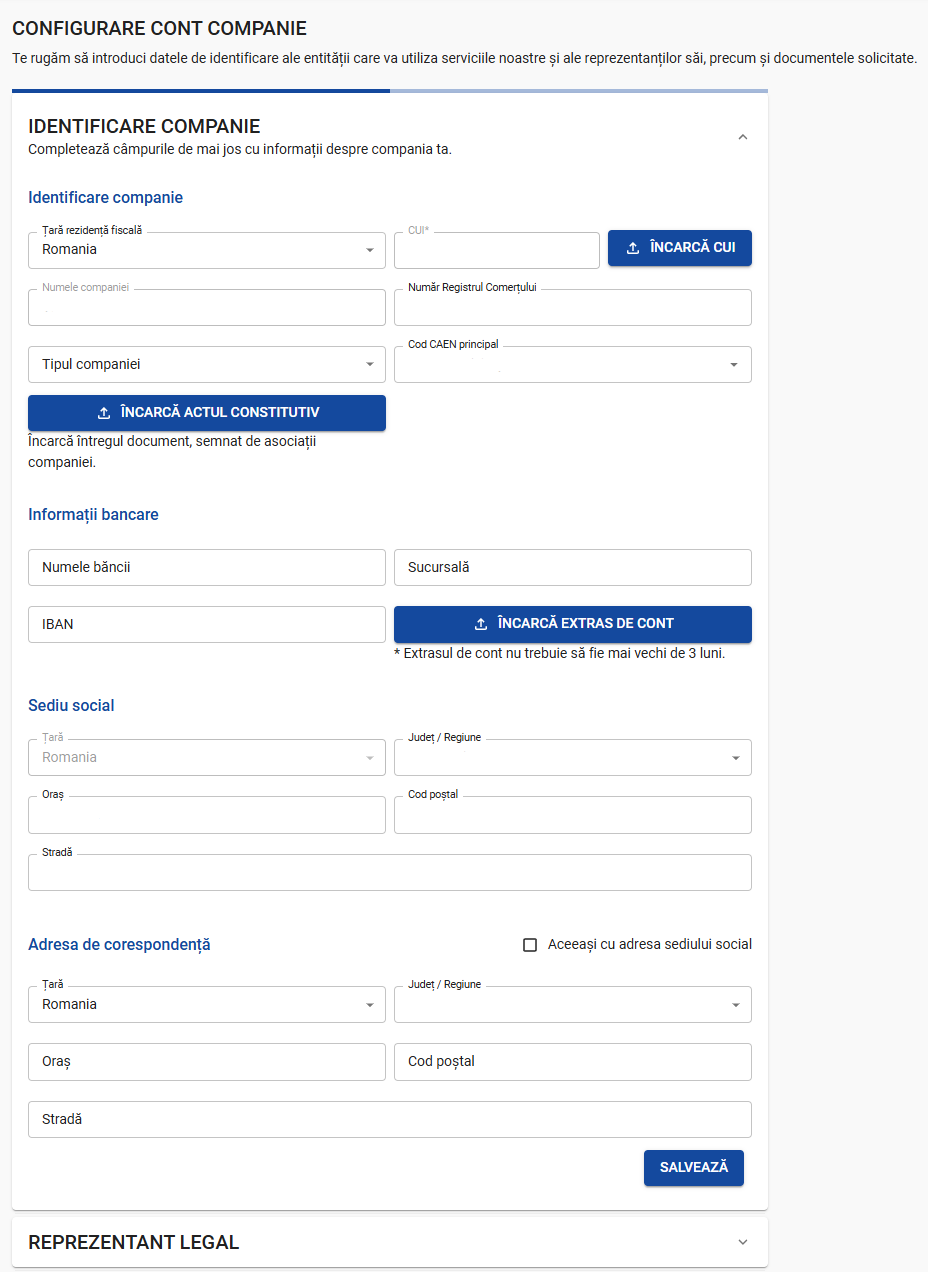 CONFIGURARE CONT COMPANIE
Te rugăm să introduci datele de identificare ale entității care va utiliza serviciile noastre și ale reprezentanților săi, precum și documentele solicitate.
IDENTIFICARE COMPANIE
Completează câmpurile de mai jos cu informații despre compania ta.
Identificare companie
Țară rezidență fiscală
Romania
CUI*
ÎNCARCĂ CUI
Numele companiei
Număr Registrul Comerțului
Tipul companiei
Cod CAEN principal
ÎNCARCĂ ACTUL CONSTITUTIV
Încarcă întregul document, semnat de asociații
companiei.
Informații bancare
Numele băncii
Sucursală
IBAN
ÎNCARCĂ EXTRAS DE CONT
* Extrasul de cont nu trebuie să fie mai vechi de 3 luni.
Sediu social
Țară
Romania
Județ / Regiune
Oraș
Cod poștal
Stradă
Adresa de corespondență
Aceeași cu adresa sediului social
Țară
Romania
Județ / Regiune
Oraș
Cod poștal
Stradă
SALVEAZĂ
REPREZENTANT LEGAL